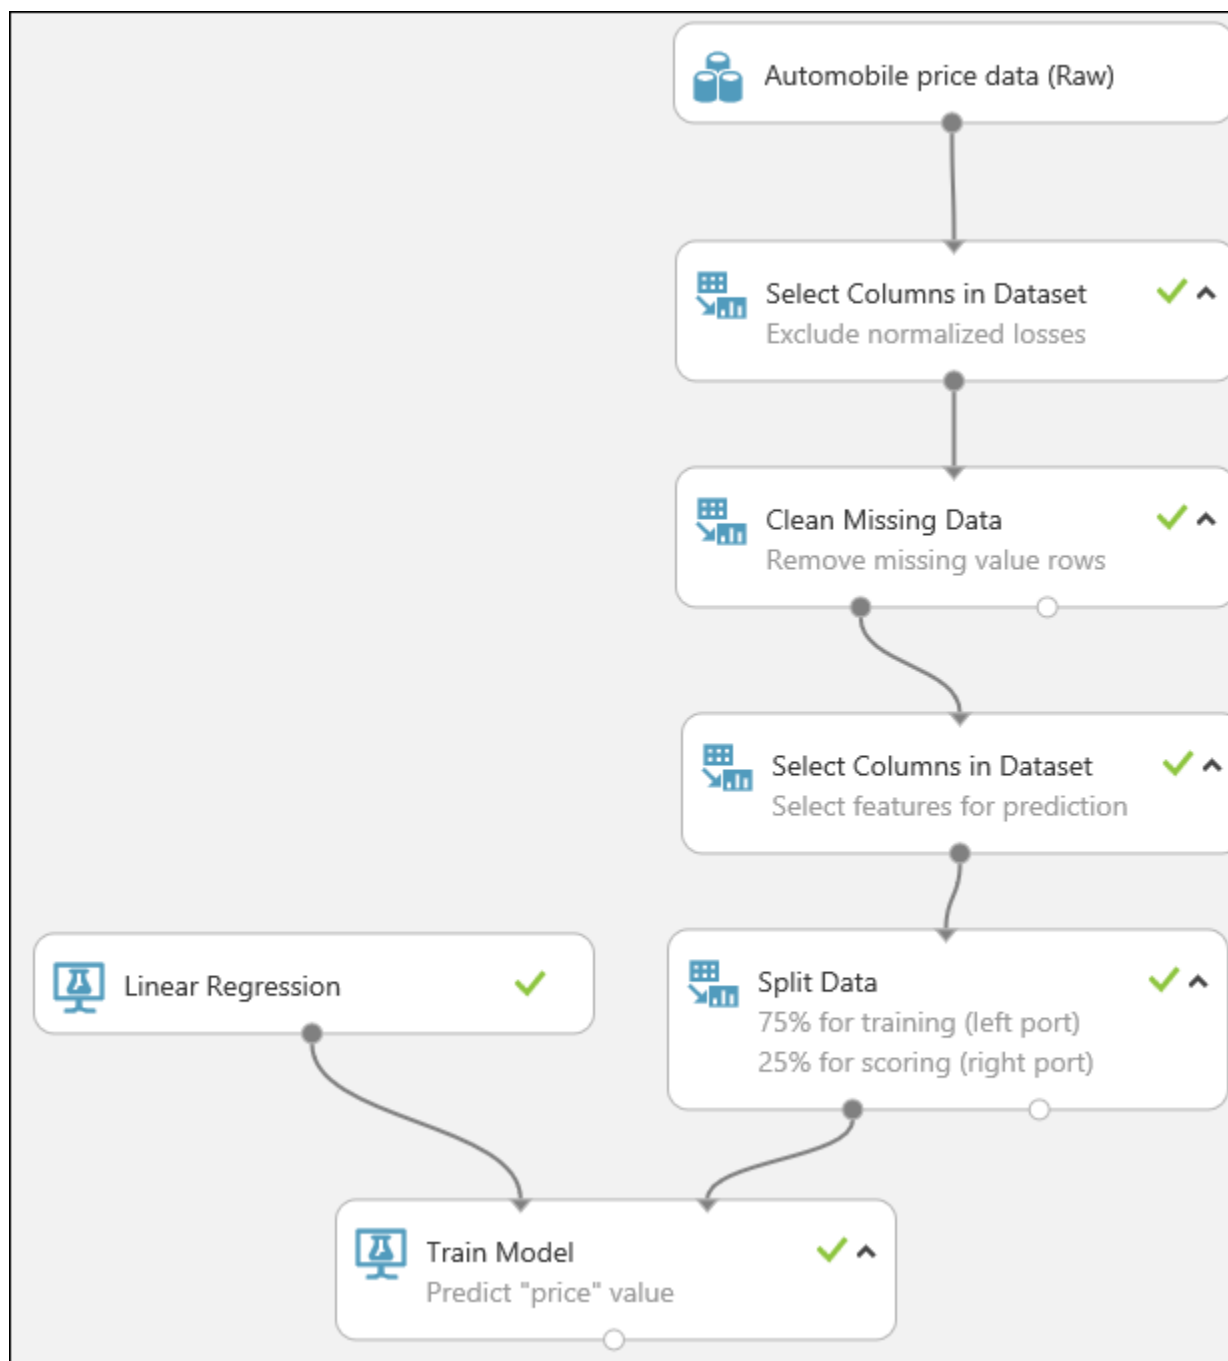 Automobile price data (Raw)
Select Columns in Dataset
Exclude normalized losses
Clean Missing Data
Remove missing value rows
Select Columns in Dataset
Select features for prediction
Linear Regression
Split Data
75% for training (left port)
25% for scoring (right port)
Train Model
Predict "price" value